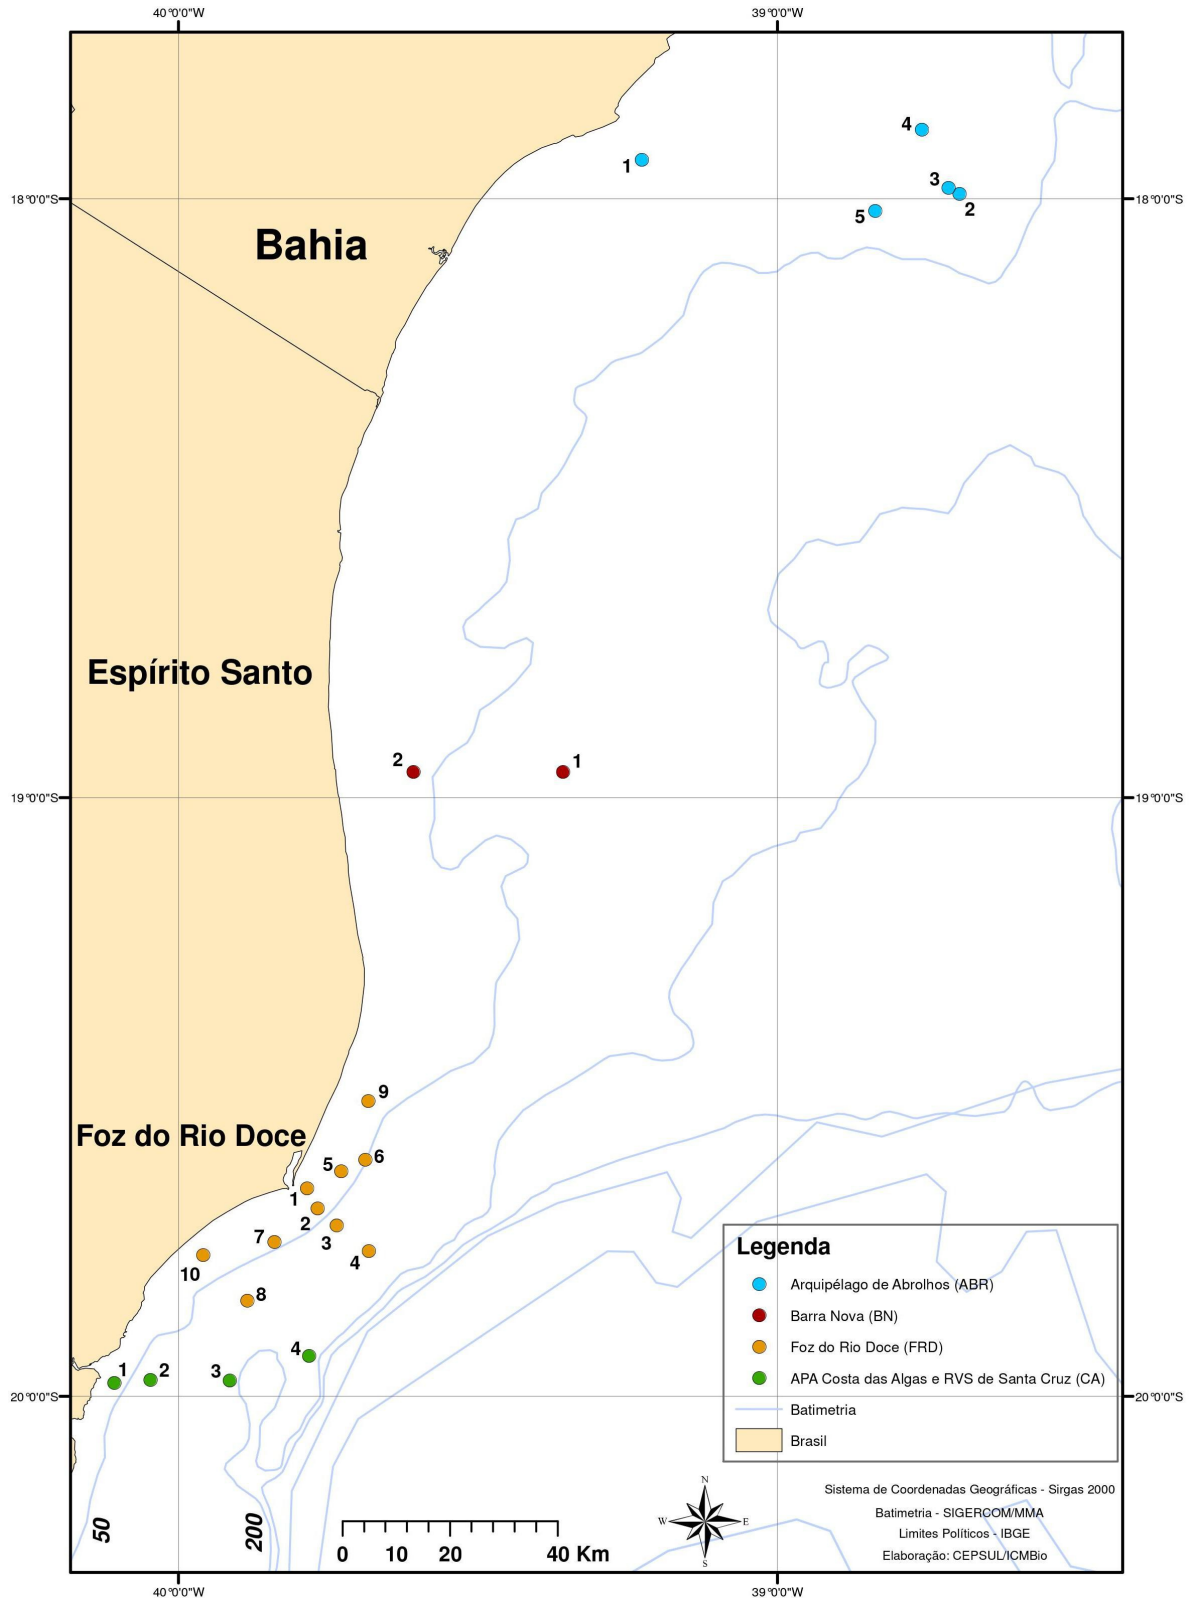 40°0'0"W
39°0'0"W
4
1
3
2
5
18°0'0"S
18°0'0"S
Bahia
Espírito Santo
2
1
19°0'0"S
19°0'0"S
9
Foz do Rio Doce
5
6
1
2
3
7
4
10
8
4
1
2
3
20°0'0"S
20°0'0"S
Legenda
Arquipélago de Abrolhos (ABR)
Barra Nova (BN)
Foz do Rio Doce (FRD)
APA Costa das Algas e RVS de Santa Cruz (CA)
Batimetria
Brasil
50
200
0 10 20 40 Km
N
W E
S
Sistema de Coordenadas Geográficas - Sirgas 2000
Batimetria - SIGERCOM/MMA
Limites Políticos - IBGE
Elaboração: CEPSUL/ICMBio
40°0'0"W
39°0'0"W